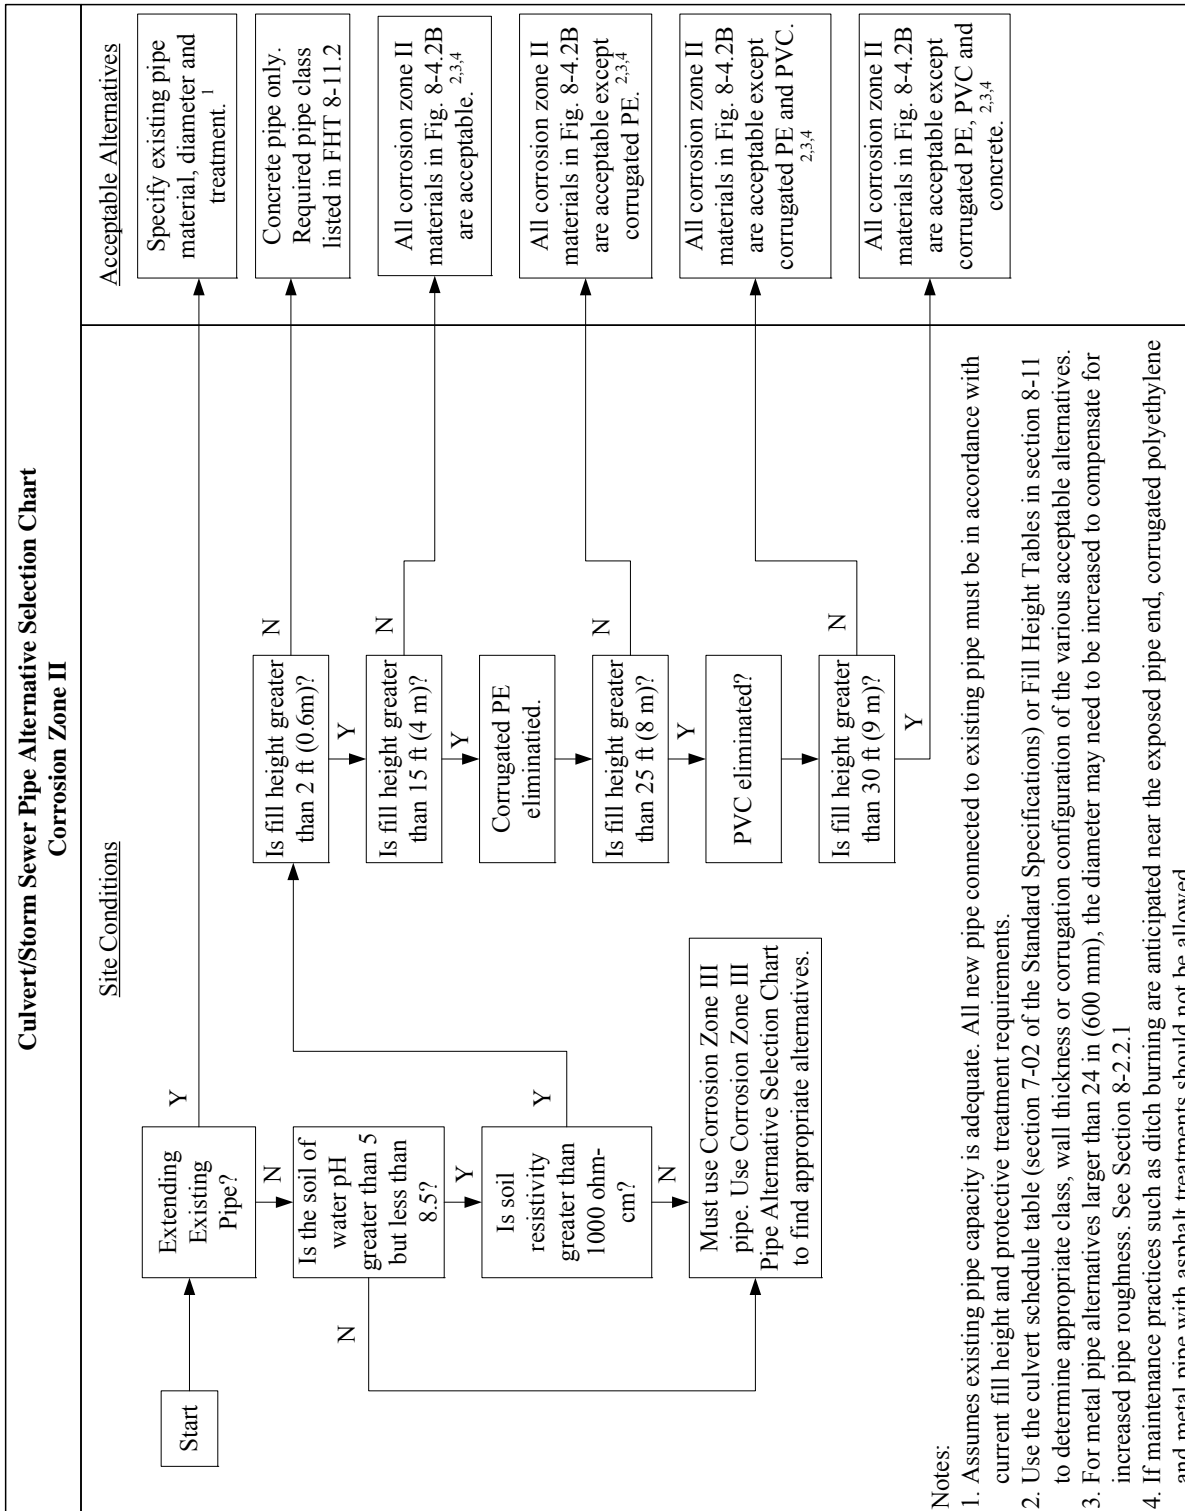 Culvert/Storm Sewer Pipe Alternative Selection Chart
Corrosion Zone II
Site Conditions
Acceptable Alternatives
Start
Extending
Existing
Pipe?
Y
N
Specify existing pipe
material, diameter and
treatment. 1
Is the soil of
water pH
greater than 5
but less than
8.5?
N
Y
Is soil
resistivity
greater than
1000 ohm-
cm?
Y
N
Must use Corrosion Zone III
pipe. Use Corrosion Zone III
Pipe Alternative Selection Chart
to find appropriate alternatives.
Is fill height greater
than 2 ft (0.6m)?
N
Y
Concrete pipe only.
Required pipe class
listed in FHT 8-11.2
Is fill height greater
than 15 ft (4 m)?
N
Y
All corrosion zone II
materials in Fig. 8-4.2B
are acceptable. 2,3,4
Corrugated PE
eliminatied.
Is fill height greater
than 25 ft (8 m)?
N
Y
All corrosion zone II
materials in Fig. 8-4.2B
are acceptable except
corrugated PE. 2,3,4
PVC eliminated?
Is fill height greater
than 30 ft (9 m)?
N
Y
All corrosion zone II
materials in Fig. 8-4.2B
are acceptable except
corrugated PE and PVC.
2,3,4
All corrosion zone II
materials in Fig. 8-4.2B
are acceptable except
corrugated PE, PVC and
concrete. 2,3,4
Notes:
1. Assumes existing pipe capacity is adequate. All new pipe connected to existing pipe must be in accordance with
current fill height and protective treatment requirements.
2. Use the culvert schedule table (section 7-02 of the Standard Specifications) or Fill Height Tables in section 8-11
to determine appropriate class, wall thickness or corrugation configuration of the various acceptable alternatives.
3. For metal pipe alternatives larger than 24 in (600 mm), the diameter may need to be increased to compensate for
increased pipe roughness. See Section 8-2.2.1
4. If maintenance practices such as ditch burning are anticipated near the exposed pipe end, corrugated polyethylene
and metal pipe with asphalt treatments should not be allowed